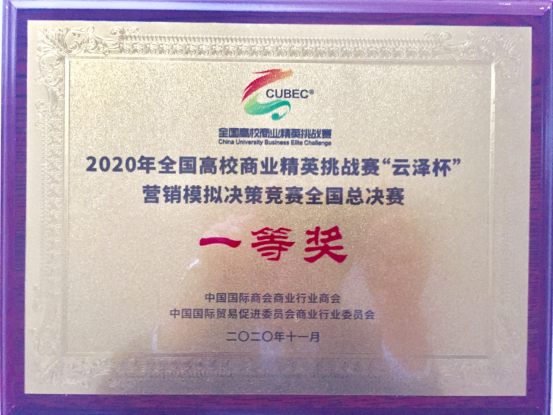 CUBEC®
全国高校商业精英挑战赛
China University Business Elite Challenge
2020年全国高校商业精英挑战赛“云泽杯”
营销模拟决策竞赛全国总决赛
一等奖
中国国际商会商业行业商会
中国国际贸易促进委员会商业行业委员会
二〇二〇年十一月